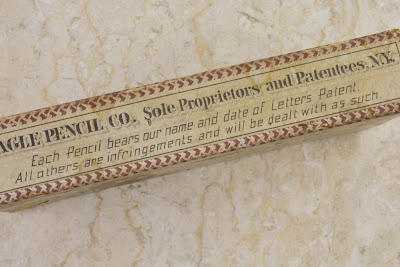 AGLE PENCIL CO. Sole Proprietors and Patentees, N.Y.
Each Pencil bears our name and date of Letters Patent.
All others are infringements and will be dealt with as such